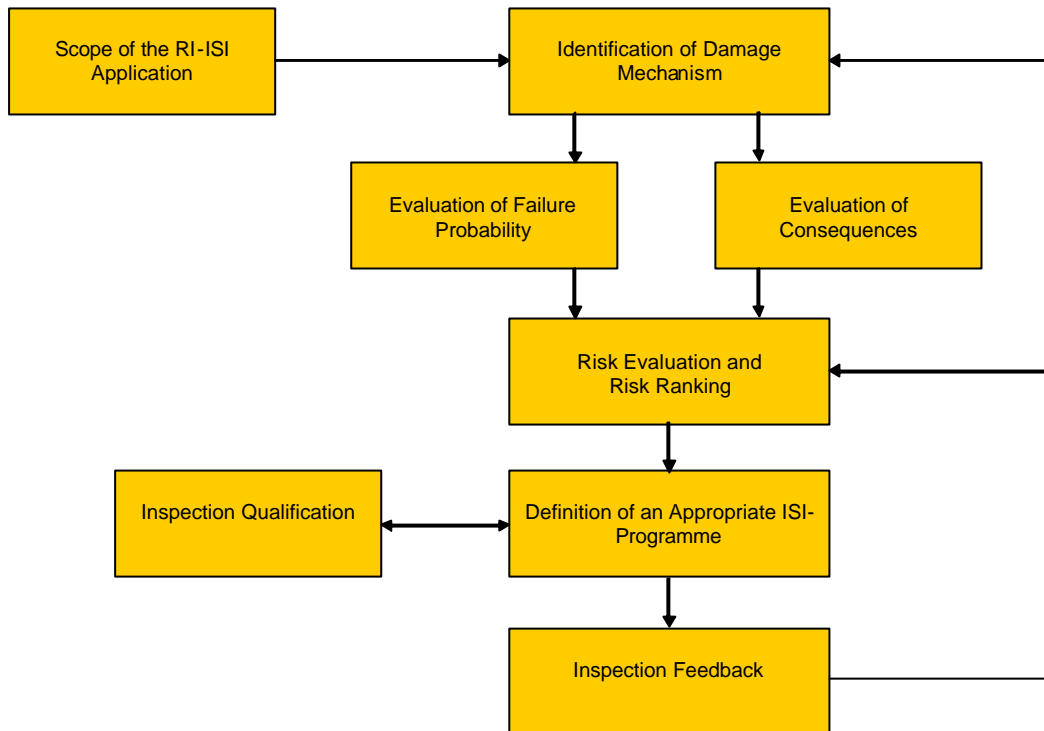 Scope of the RI-ISI
Application
Identification of Damage
Mechanism
Evaluation of Failure
Probability
Evaluation of
Consequences
Risk Evaluation and
Risk Ranking
Inspection Qualification
Definition of an Appropriate ISI-
Programme
Inspection Feedback